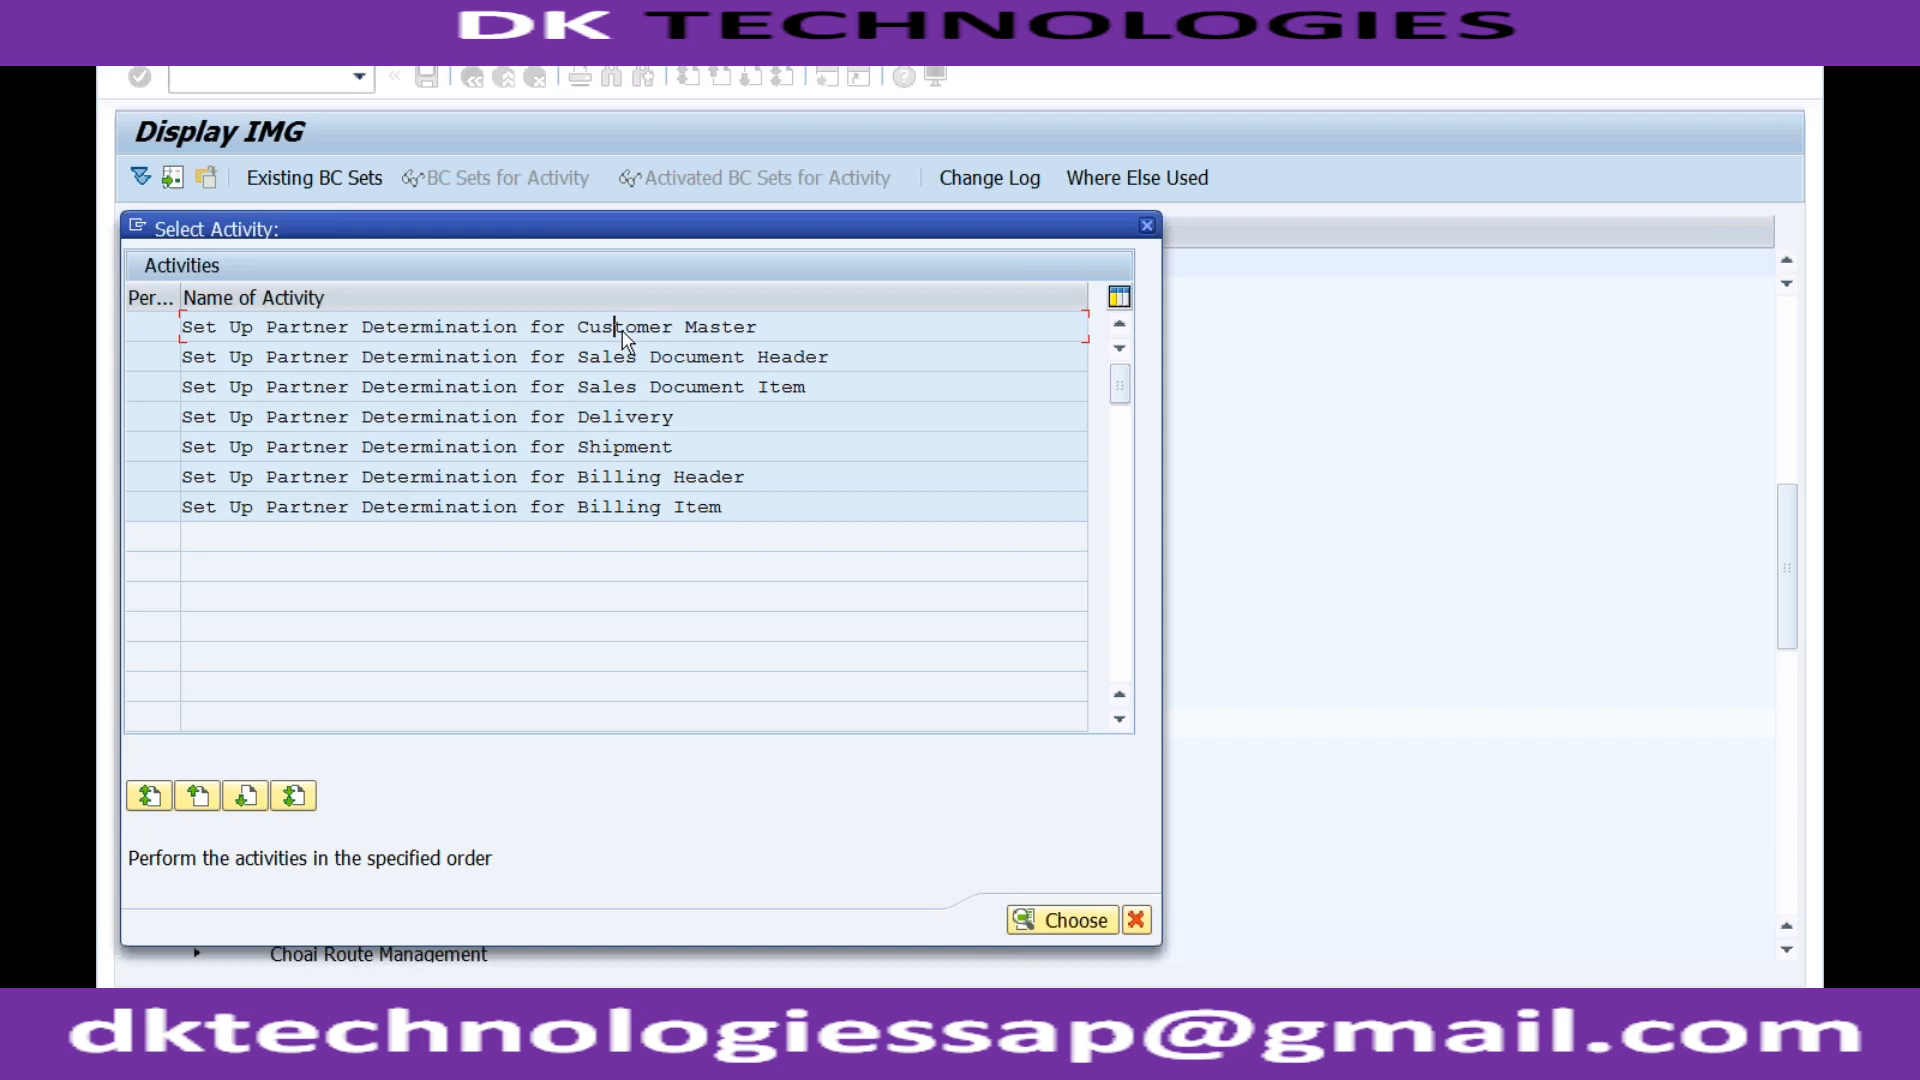 DK TECHNOLOGIES
Display IMG
Existing BC Sets BC Sets for Activity Activated BC Sets for Activity Change Log Where Else Used
Select Activity:
Activities
Per... Name of Activity
Set Up Partner Determination for Customer Master
Set Up Partner Determination for Sales Document Header
Set Up Partner Determination for Sales Document Item
Set Up Partner Determination for Delivery
Set Up Partner Determination for Shipment
Set Up Partner Determination for Billing Header
Set Up Partner Determination for Billing Item
Perform the activities in the specified order
Choose
Choai Route Management
dktechnologiessap@gmail.com